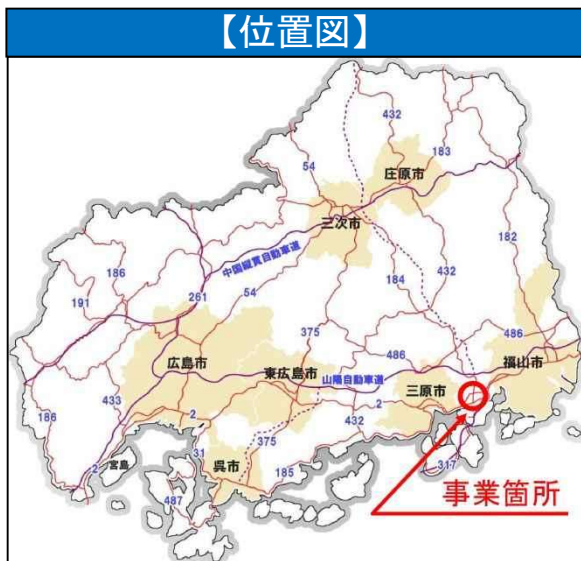 【位置図】
432
183
54
庄原市
三次市
182
中国縦貫自動車道
186
191
261
54
184
432
375
486
486
広島市
東広島市
山陽自動車道
三原市
福山市
186
433
2
2
432
31
375
呉市
185
317
2
宮島
487
事業箇所